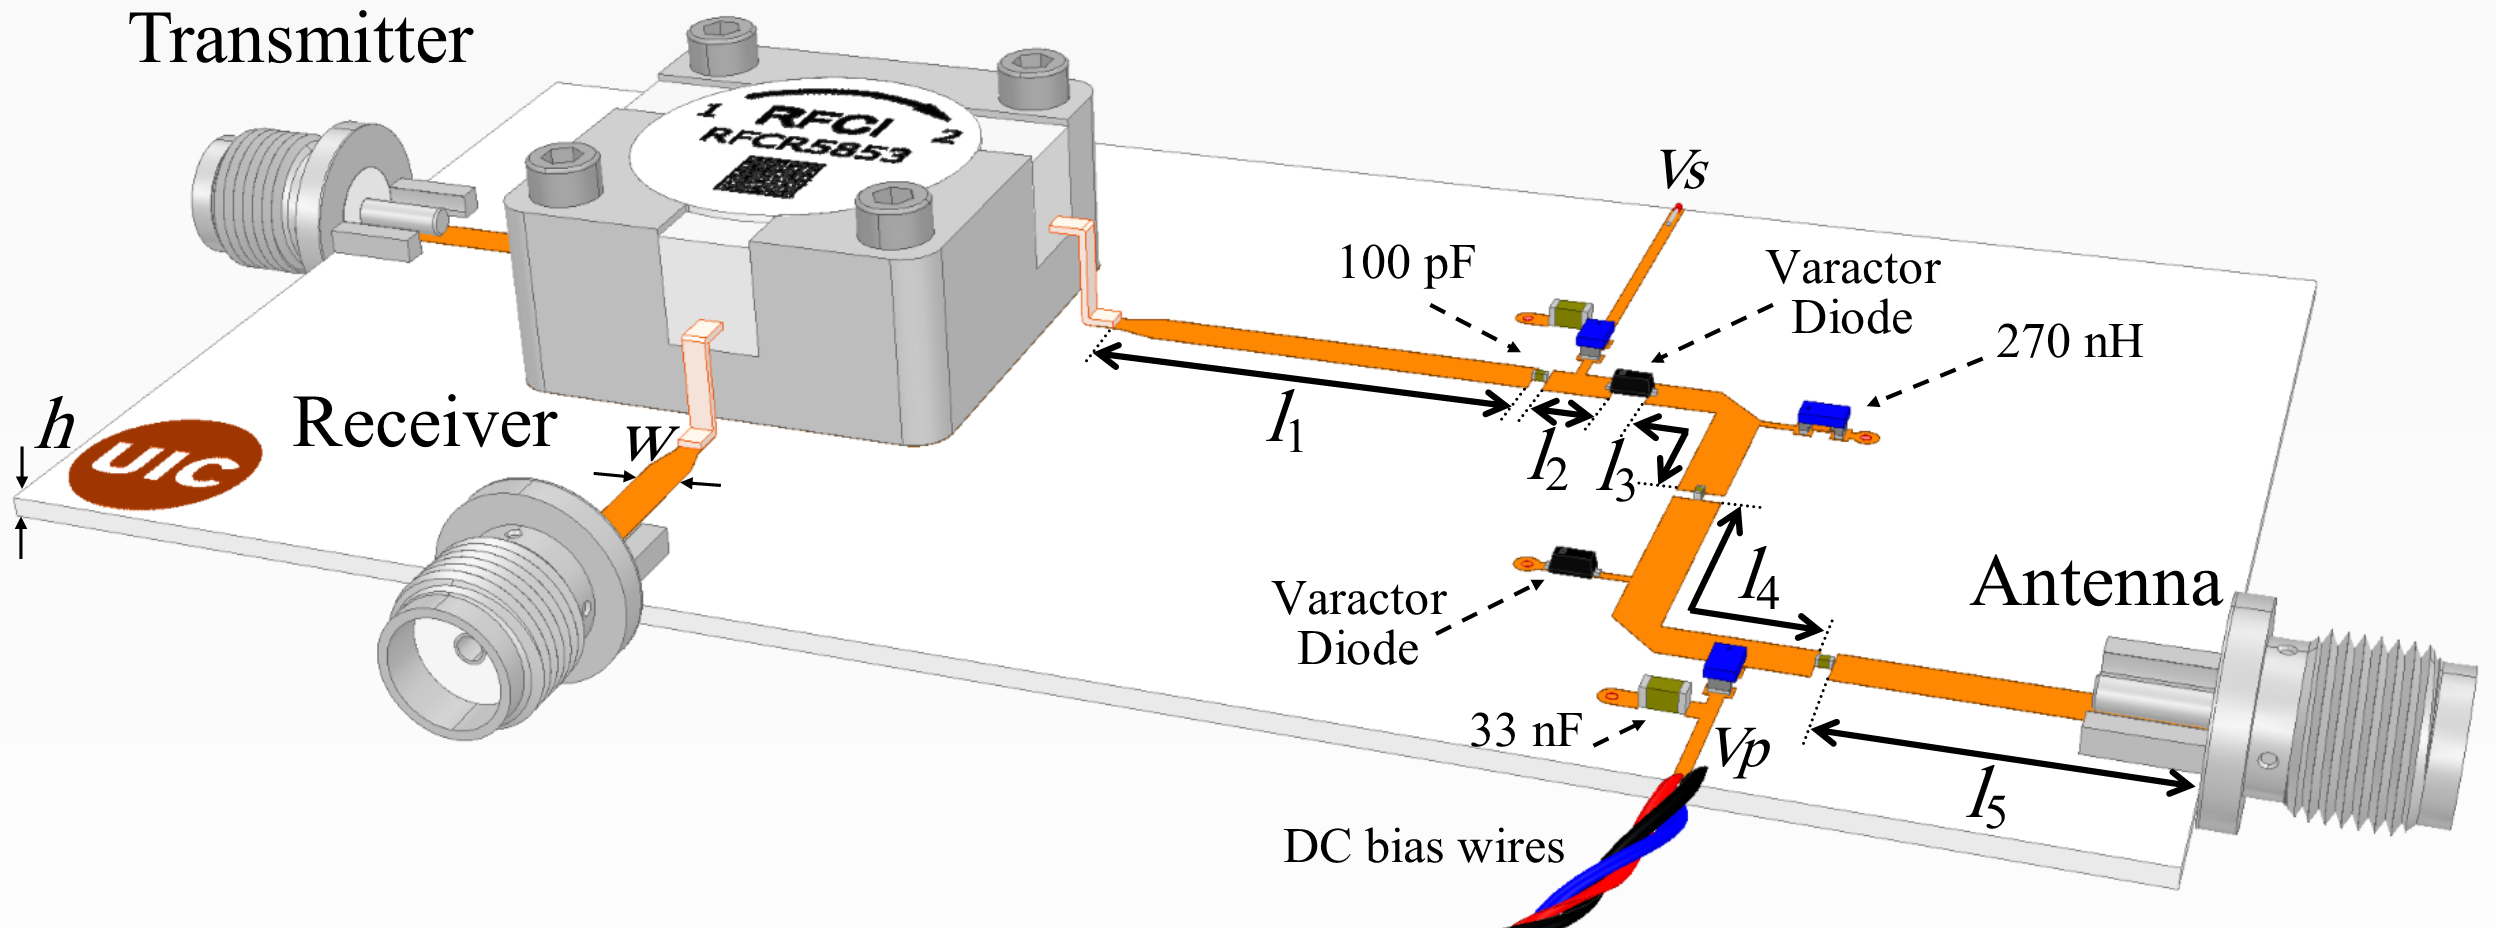 Transmitter
1 RFCI 2
RFCR5853
Vs
100 pF
Varactor
Diode
270 nH
h
UIC
Receiver
w
l1
l2
l3
l4
Antenna
Varactor
Diode
33 nF
Vp
l5
DC bias wires